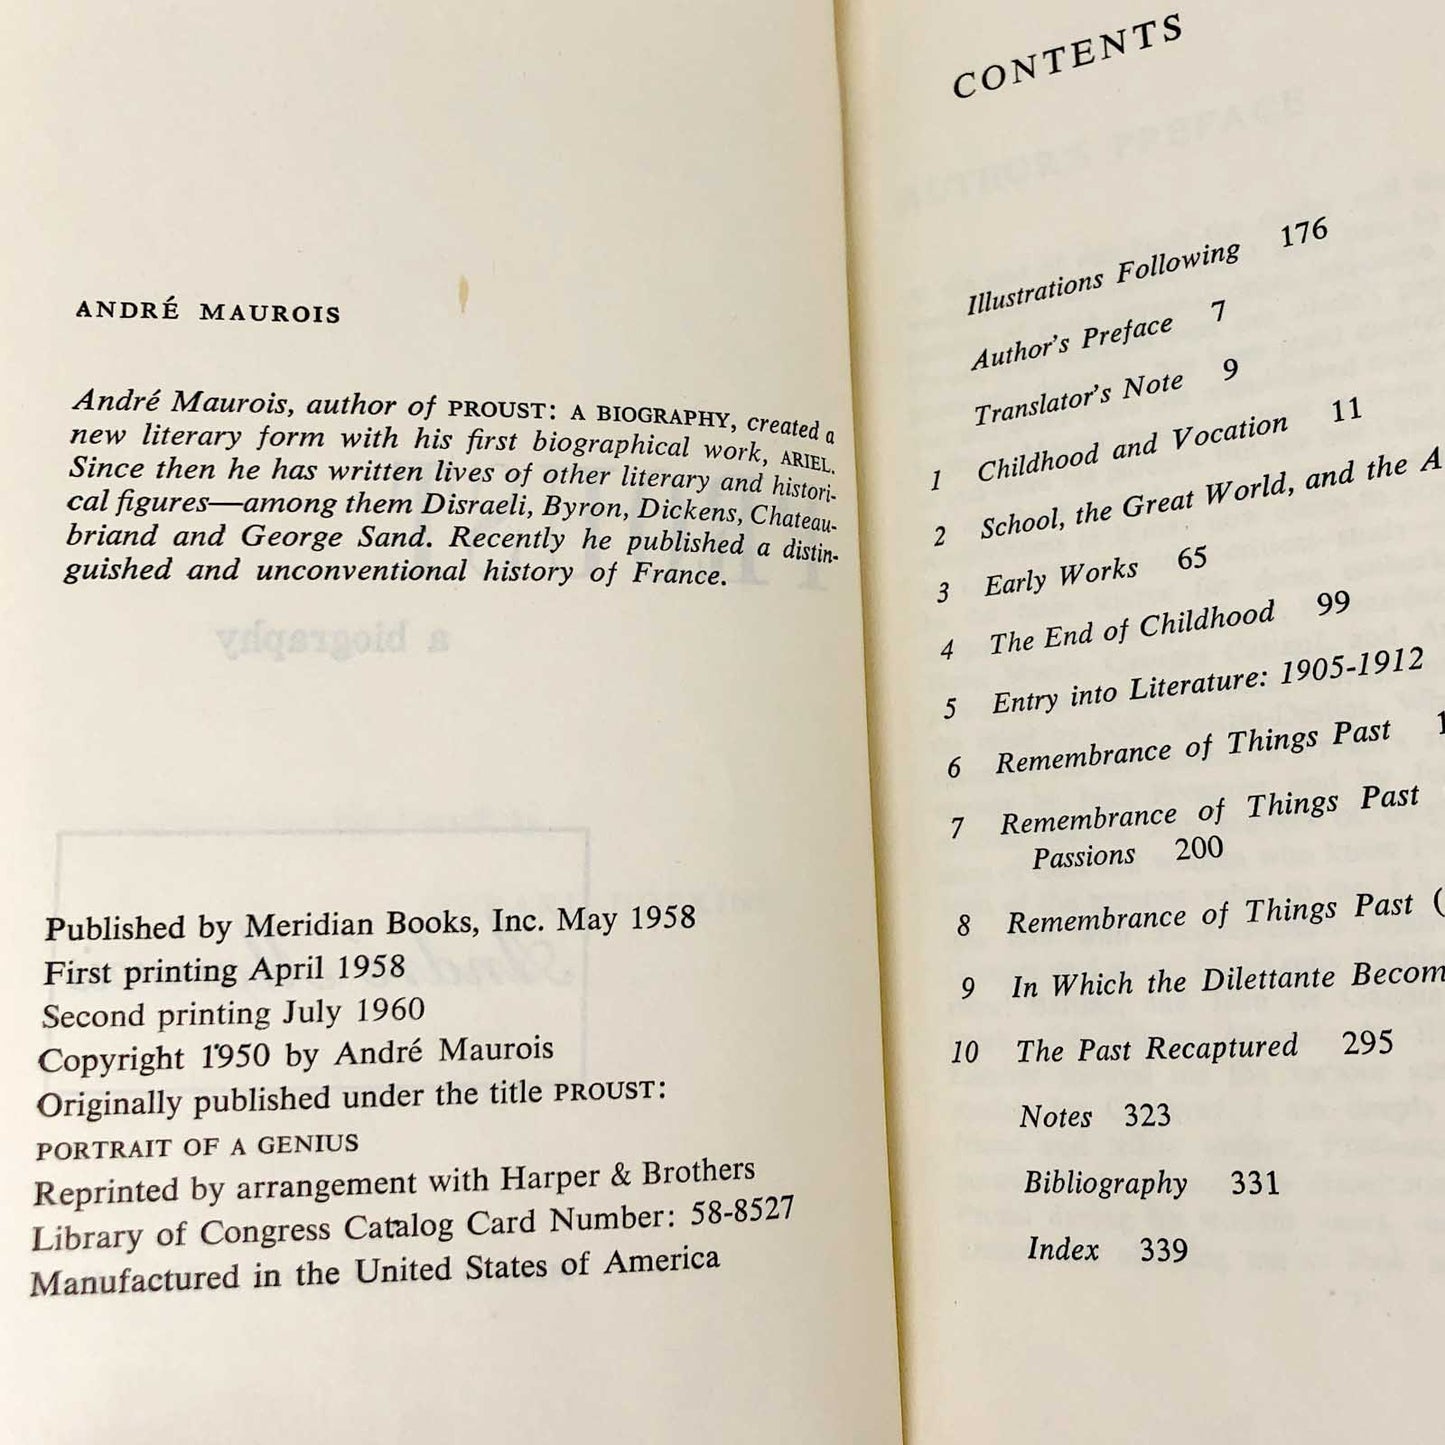 ANDRÉ MAUROIS
André Maurois, author of PROUST: A BIOGRAPHY, created a
new literary form with his first biographical work, ARIEL.
Since then he has written lives of other literary and histori-
cal figures—among them Disraeli, Byron, Dickens, Chateau-
briand and George Sand. Recently he published a distin-
guished and unconventional history of France.
a biography
Published by Meridian Books, Inc. May 1958
First printing April 1958
Second printing July 1960
Copyright 1950 by André Maurois
Originally published under the title PROUST:
PORTRAIT OF A GENIUS
Reprinted by arrangement with Harper & Brothers
Library of Congress Catalog Card Number: 58-8527
Manufactured in the United States of America
CONTENTS
AUTHOR'S PREFACE
Illustrations Following 176
Author's Preface 7
Translator's Note 9
1 Childhood and Vocation 11
2 School, the Great World, and the A
3 Early Works 65
4 The End of Childhood 99
5 Entry into Literature: 1905-1912
6 Remembrance of Things Past 1
7 Remembrance of Things Past
Passions 200
8 Remembrance of Things Past (
9 In Which the Dilettante Becom
10 The Past Recaptured 295
Notes 323
Bibliography 331
Index 339